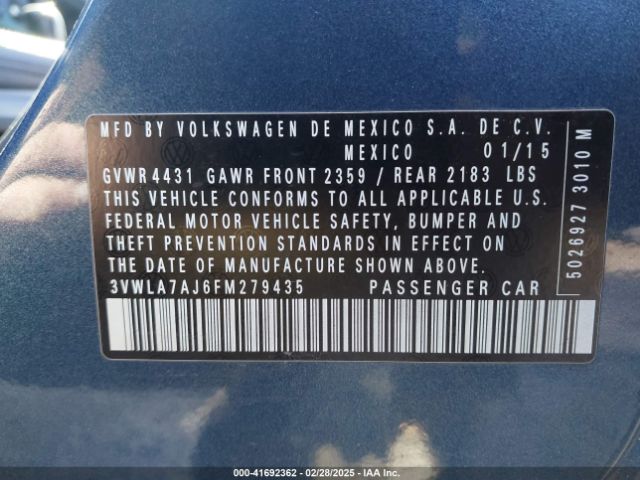 MFD BY VOLKSWAGEN DE MEXICO S.A. DE C.V.
MEXICO 01/15
GVWR 4431 GAWR FRONT 2359 / REAR 2183 LBS
THIS VEHICLE CONFORMS TO ALL APPLICABLE U.S.
FEDERAL MOTOR VEHICLE SAFETY, BUMPER AND
THEFT PREVENTION STANDARDS IN EFFECT ON
THE DATE OF MANUFACTURE SHOWN ABOVE.
3VWLA7AJ6FM279435 PASSENGER CAR
5026927 3010 M
000-41692362 - 02/28/2025 - IAA Inc.